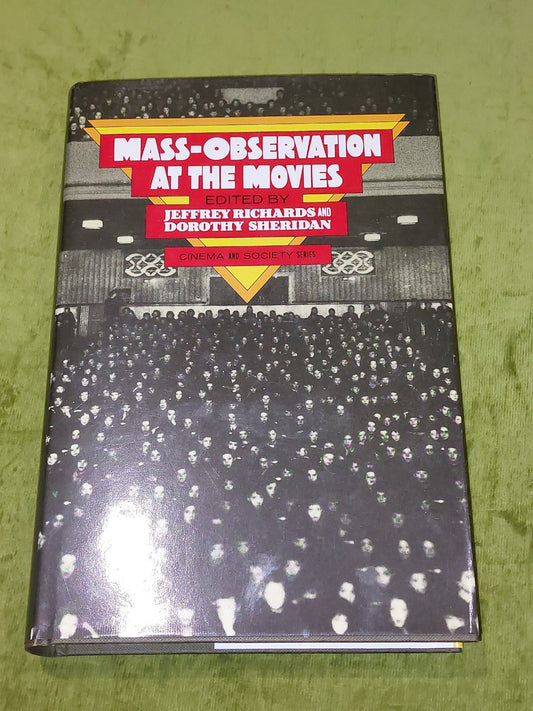 MASS-OBSERVATION
AT THE MOVIES
EDITED BY
JEFFREY RICHARDS AND
DOROTHY SHERIDAN
CINEMA AND SOCIETY SERIES